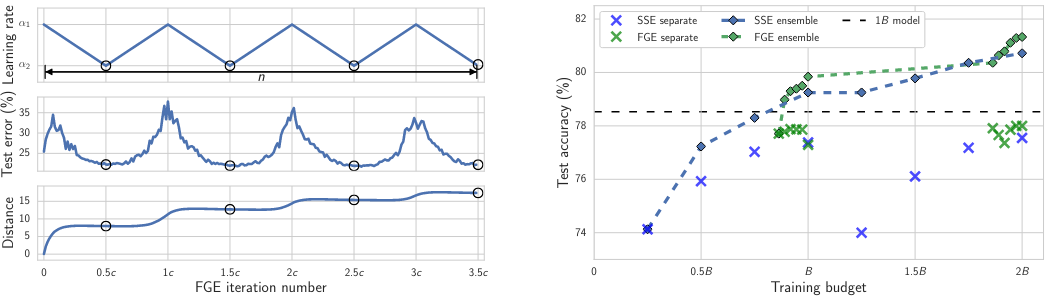 Learning rate
α₁
α₂
n
Test error (%)
35
30
25
Distance
15
10
5
0
0 0.5c 1c 1.5c 2c 2.5c 3c 3.5c
FGE iteration number
SSE separate SSE ensemble 1B model
FGE separate FGE ensemble
Test accuracy (%)
82
80
78
76
74
0 0.5B B 1.5B 2B
Training budget